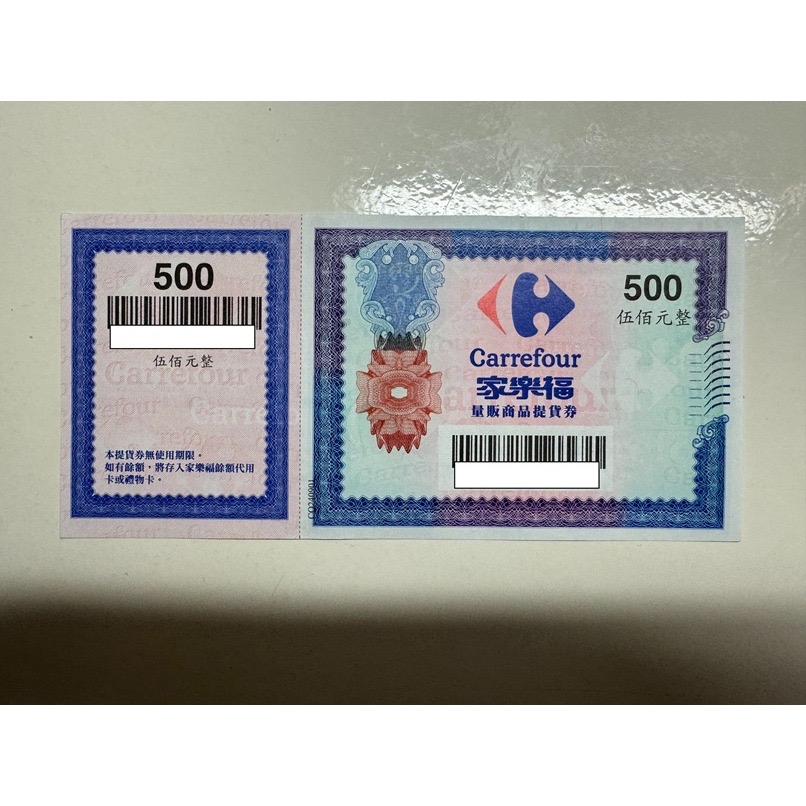 500
伍佰元整
本提貨券無使用期限。
如有餘額，將存入家樂福餘額代用
卡或禮物卡。
500
伍佰元整
Carrefour
家樂福
量販商品提貨券